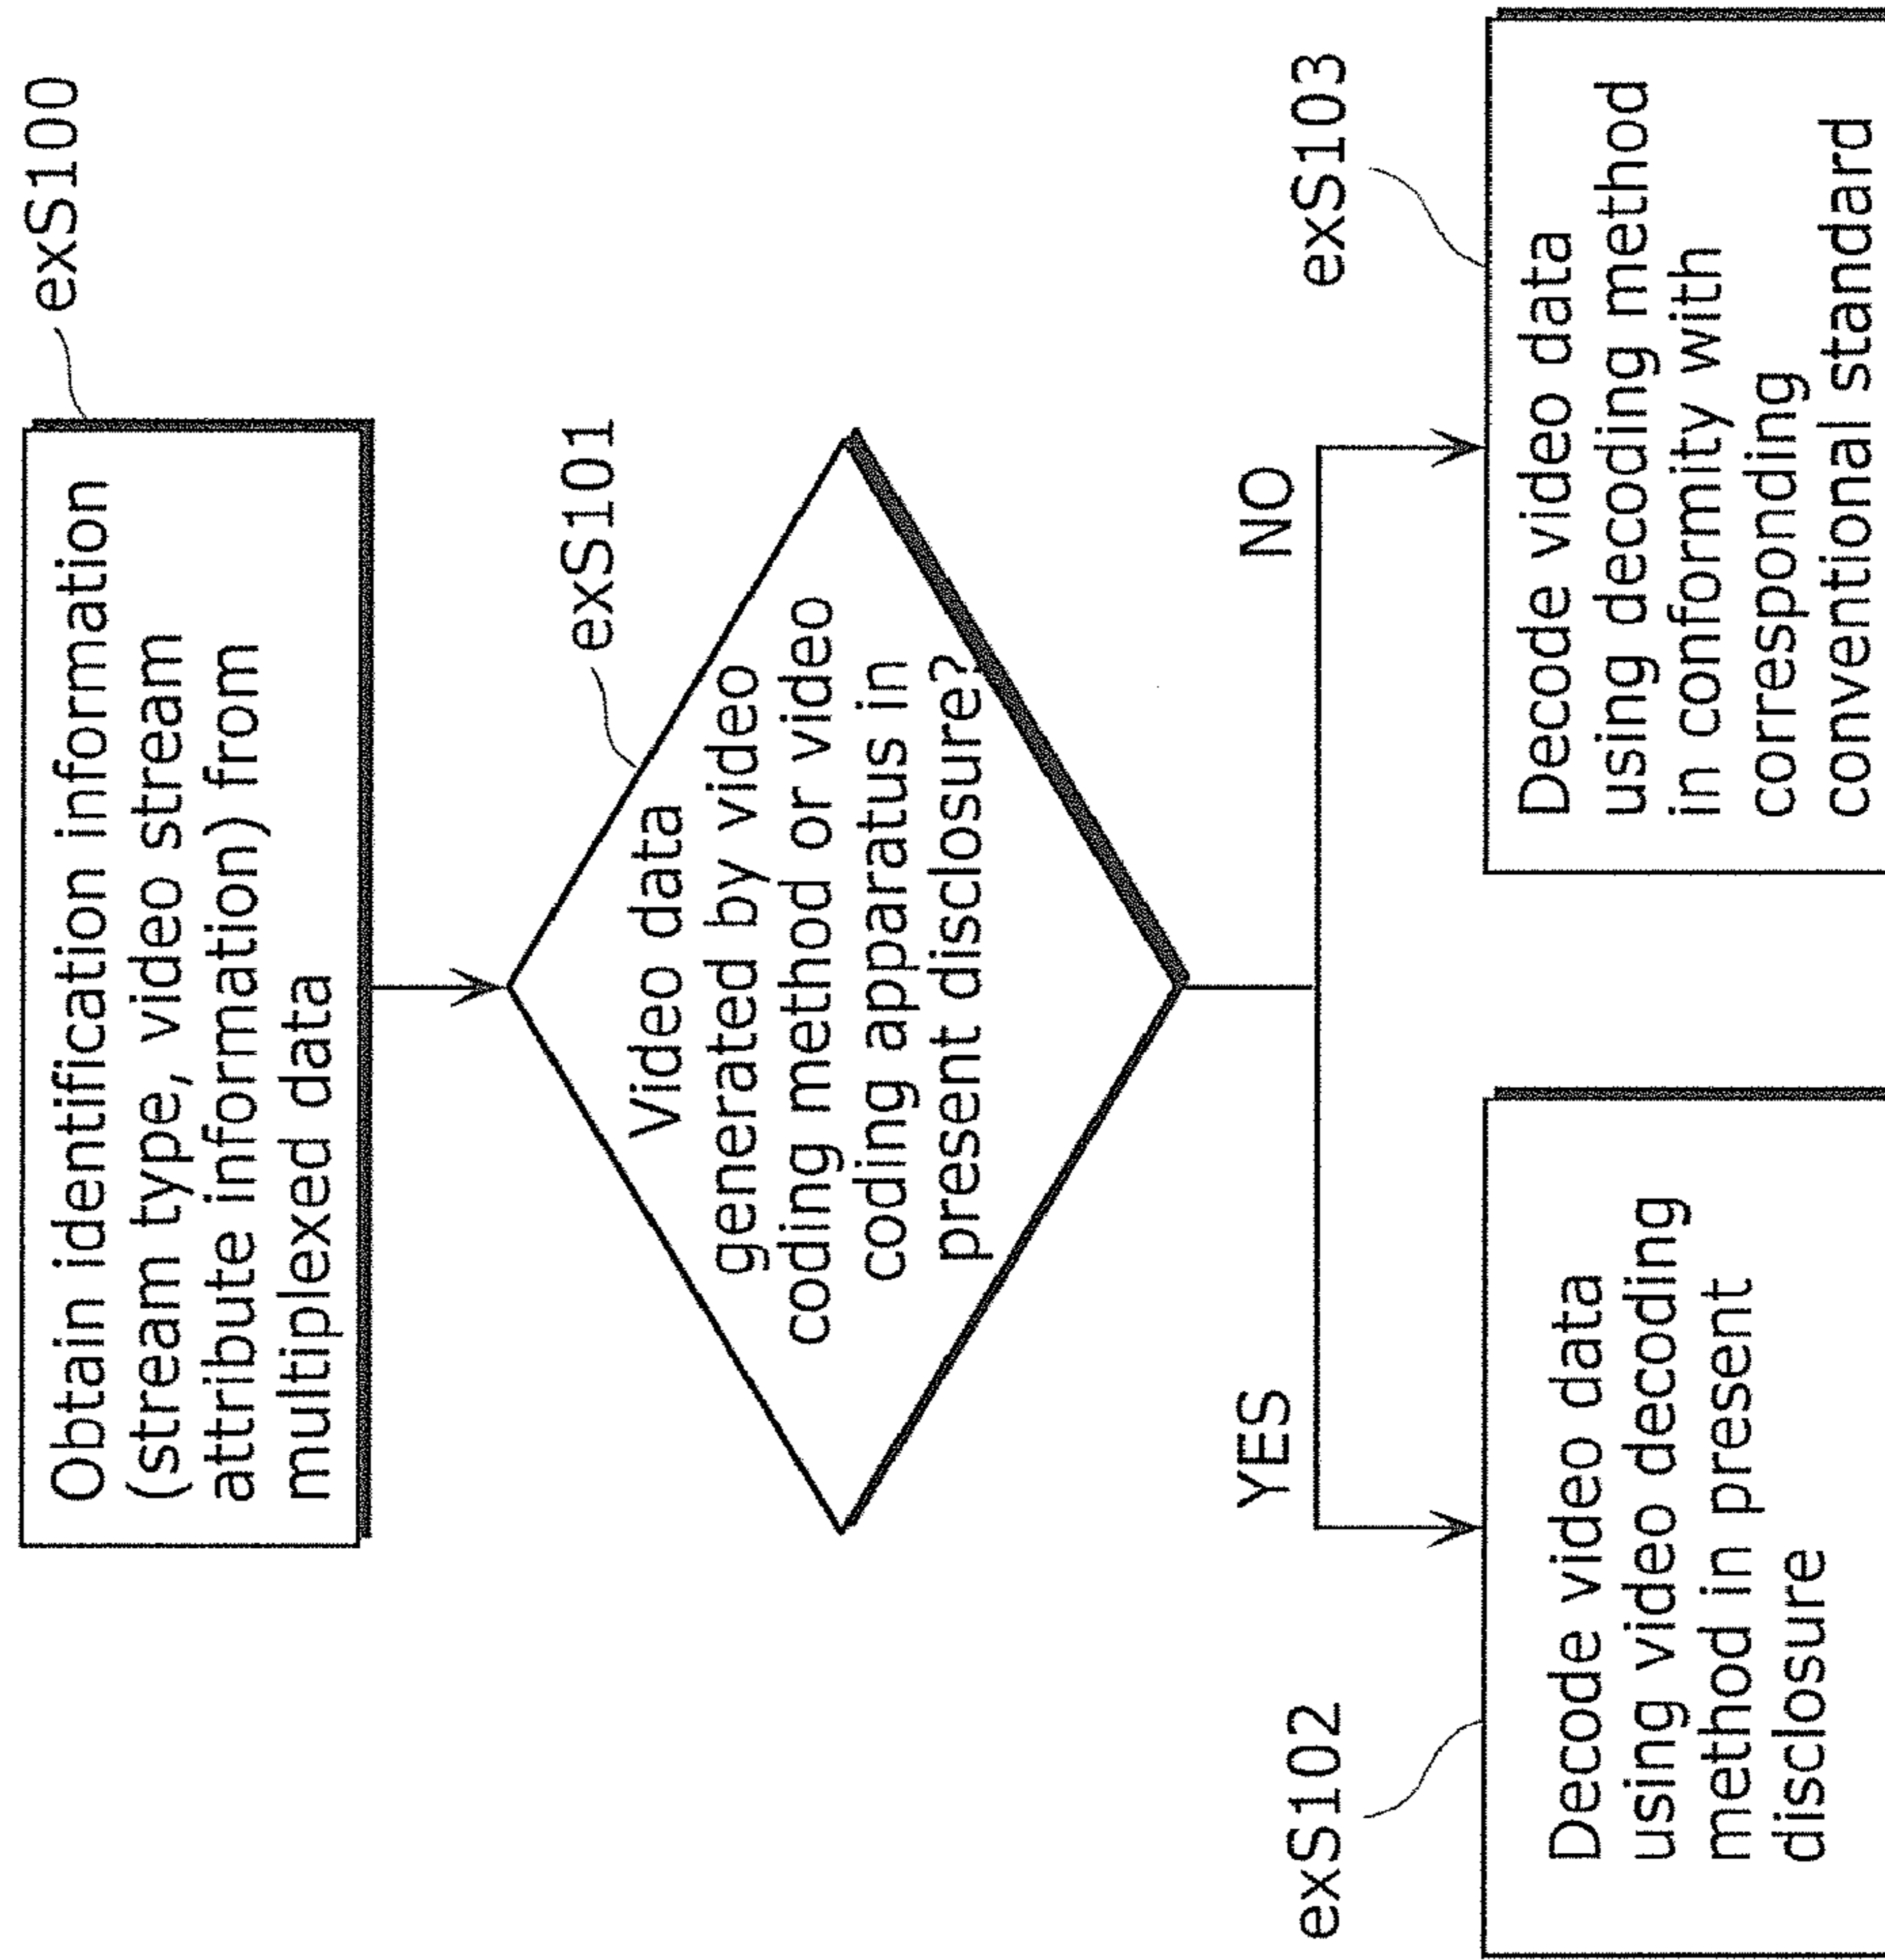 exS100
Obtain identification information
(stream type, video stream
attribute information) from
multiplexed data
exS101
Video data
generated by video
coding method or video
coding apparatus in
present disclosure?
YES
NO
exS102
Decode video data
using video decoding
method in present
disclosure
exS103
Decode video data
using decoding method
in conformity with
corresponding
conventional standard